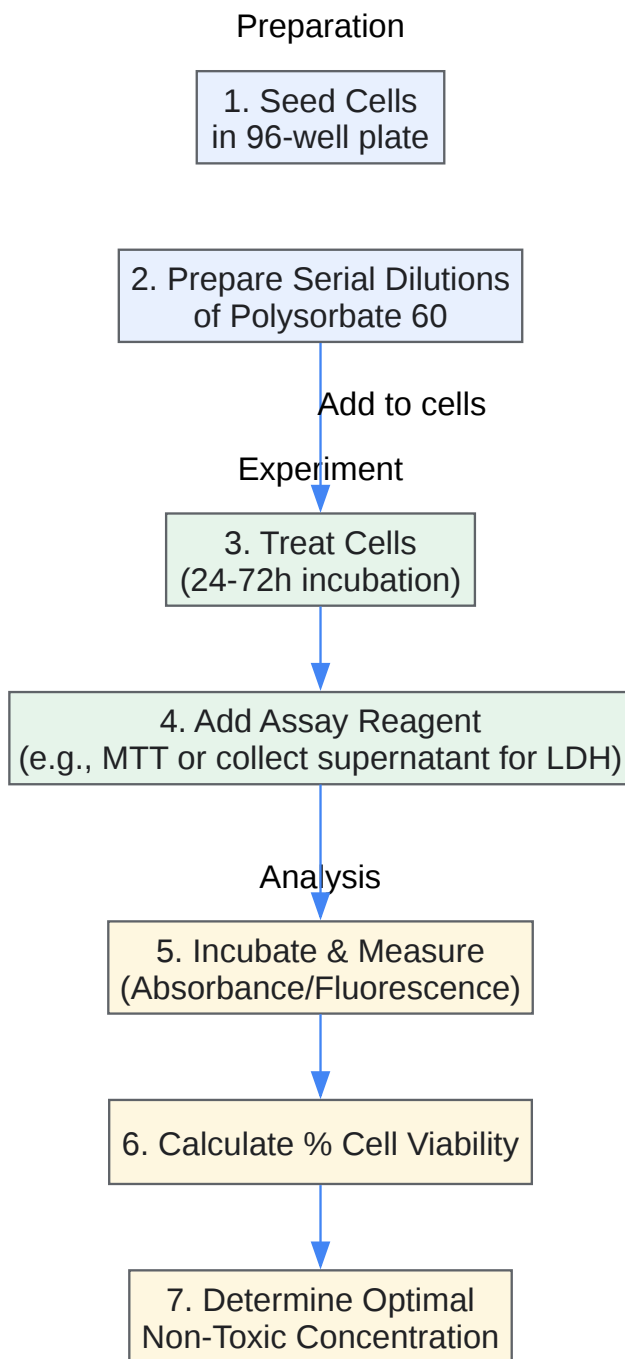 Preparation
1. Seed Cells
in 96-well plate
2. Prepare Serial Dilutions
of Polysorbate 60
Add to cells
Experiment
3. Treat Cells
(24-72h incubation)
4. Add Assay Reagent
(e.g., MTT or collect supernatant for LDH)
Analysis
5. Incubate & Measure
(Absorbance/Fluorescence)
6. Calculate % Cell Viability
7. Determine Optimal
Non-Toxic Concentration